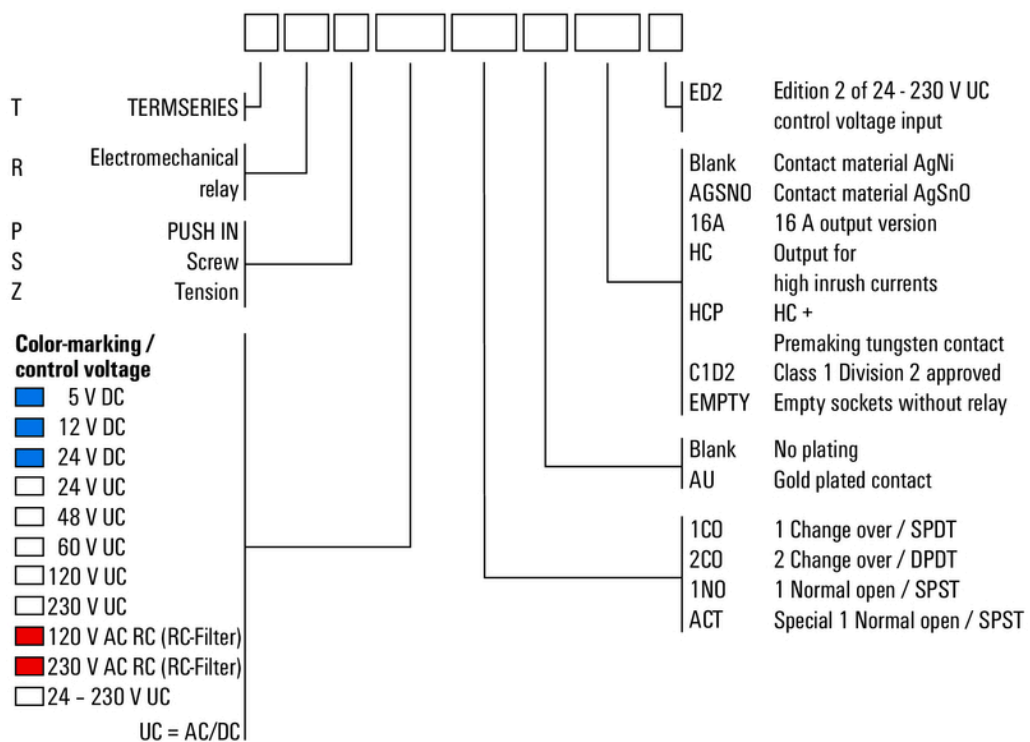 T TERMSERIES
R Electromechanical
relay
P PUSH IN
S Screw
Z Tension
Color-marking /
control voltage
5 V DC
12 V DC
24 V DC
24 V UC
48 V UC
60 V UC
120 V UC
230 V UC
120 V AC RC (RC-Filter)
230 V AC RC (RC-Filter)
24 – 230 V UC
UC = AC/DC
ED2 Edition 2 of 24 - 230 V UC
control voltage input
Blank Contact material AgNi
AGSNO Contact material AgSnO
16A 16 A output version
HC Output for
high inrush currents
HCP HC +
Premaking tungsten contact
C1D2 Class 1 Division 2 approved
EMPTY Empty sockets without relay
Blank No plating
AU Gold plated contact
1CO 1 Change over / SPDT
2CO 2 Change over / DPDT
1NO 1 Normal open / SPST
ACT Special 1 Normal open / SPST